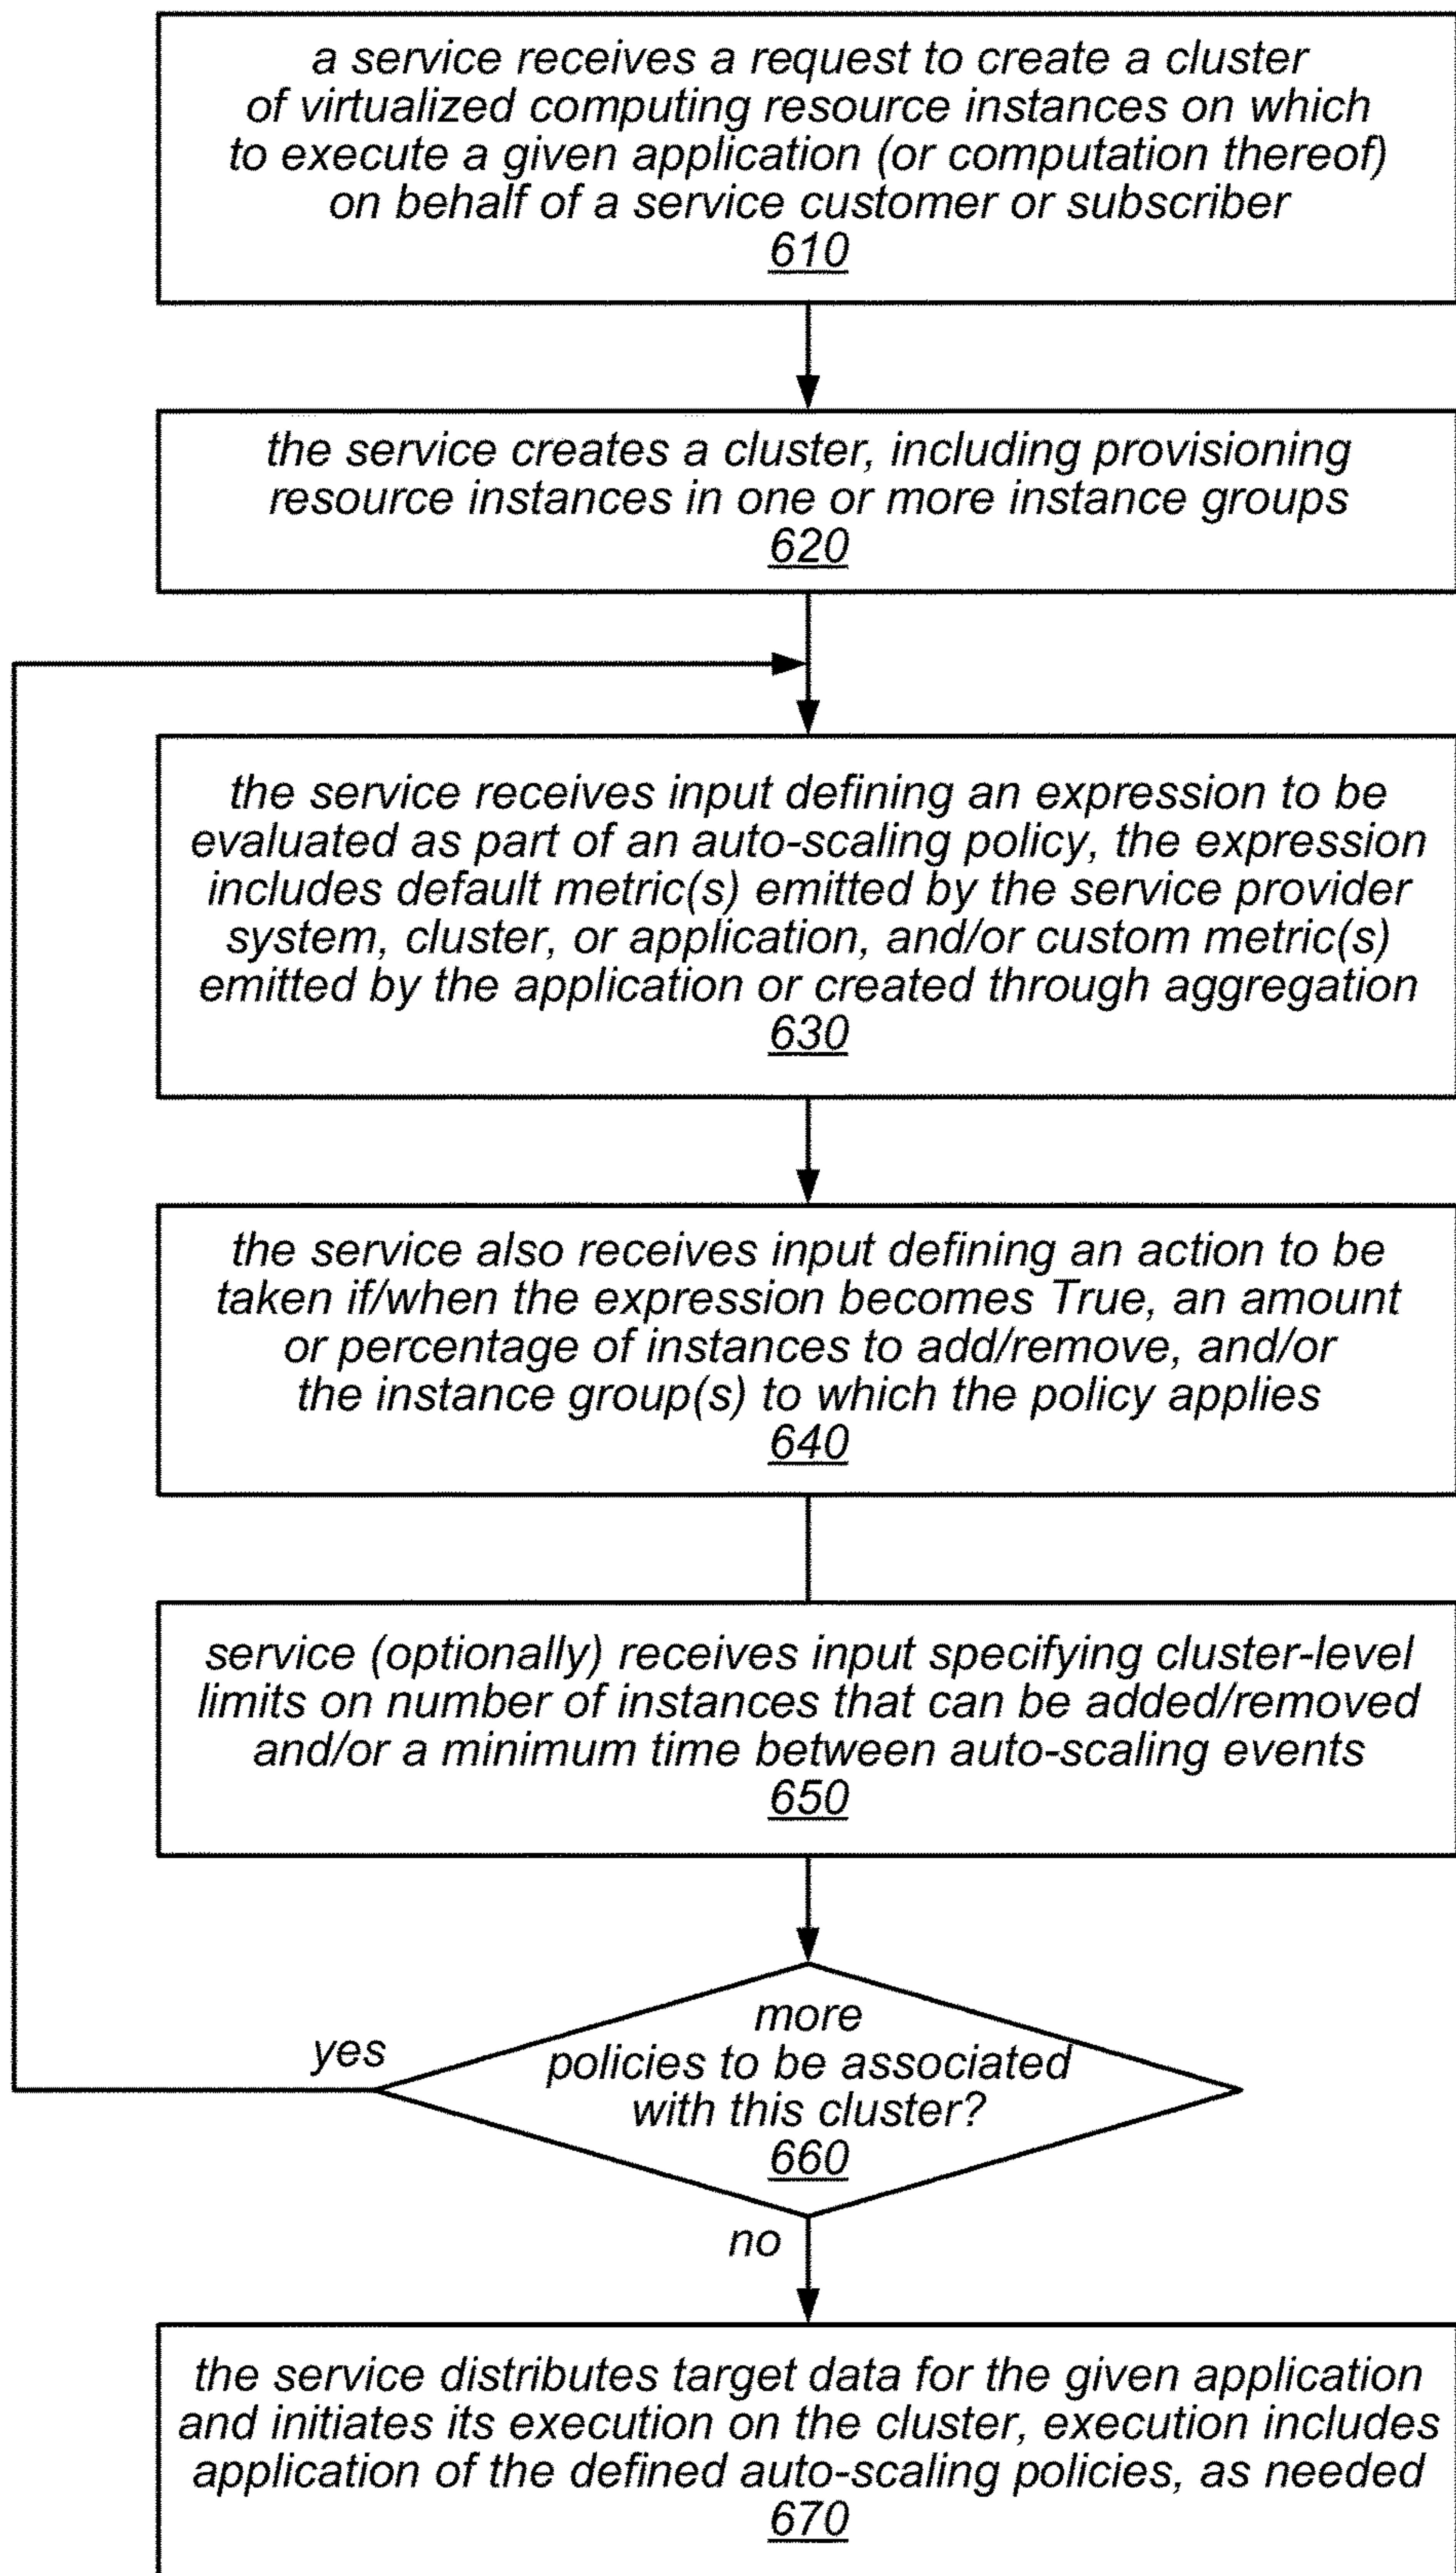 a service receives a request to create a cluster
of virtualized computing resource instances on which
to execute a given application (or computation thereof)
on behalf of a service customer or subscriber
610
the service creates a cluster, including provisioning
resource instances in one or more instance groups
620
the service receives input defining an expression to be
evaluated as part of an auto-scaling policy, the expression
includes default metric(s) emitted by the service provider
system, cluster, or application, and/or custom metric(s)
emitted by the application or created through aggregation
630
the service also receives input defining an action to be
taken if/when the expression becomes True, an amount
or percentage of instances to add/remove, and/or
the instance group(s) to which the policy applies
640
service (optionally) receives input specifying cluster-level
limits on number of instances that can be added/removed
and/or a minimum time between auto-scaling events
650
more
yes
policies to be associated
with this cluster?
660
no
the service distributes target data for the given application
and initiates its execution on the cluster, execution includes
application of the defined auto-scaling policies, as needed
670